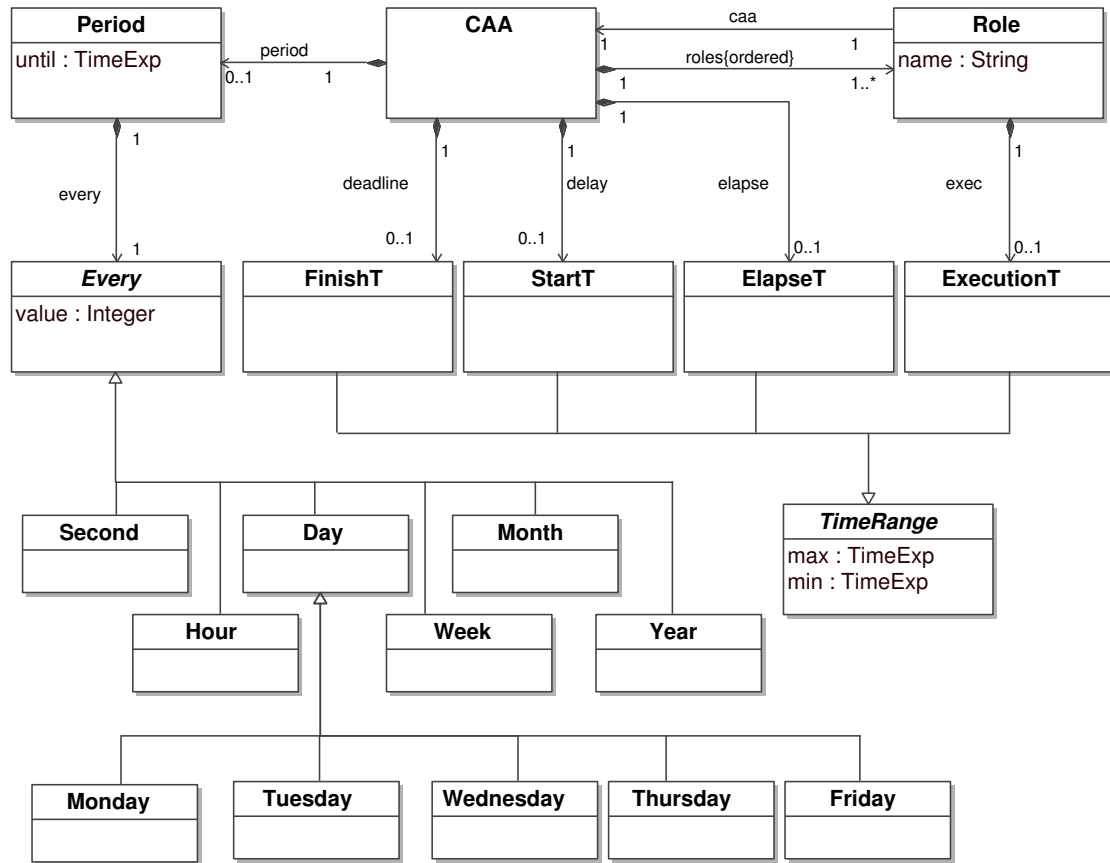 Period
CAA
Role
until : TimeExp
name : String
period
0..1
1
caa
1
1
roles{ordered}
1
1..*
1
1
1
1
1
every
deadline
delay
elapse
exec
1
0..1
0..1
0..1
0..1
Every
FinishT
StartT
ElapseT
ExecutionT
value : Integer
Second
Day
Month
TimeRange
max : TimeExp
min : TimeExp
Hour
Week
Year
Monday
Tuesday
Wednesday
Thursday
Friday